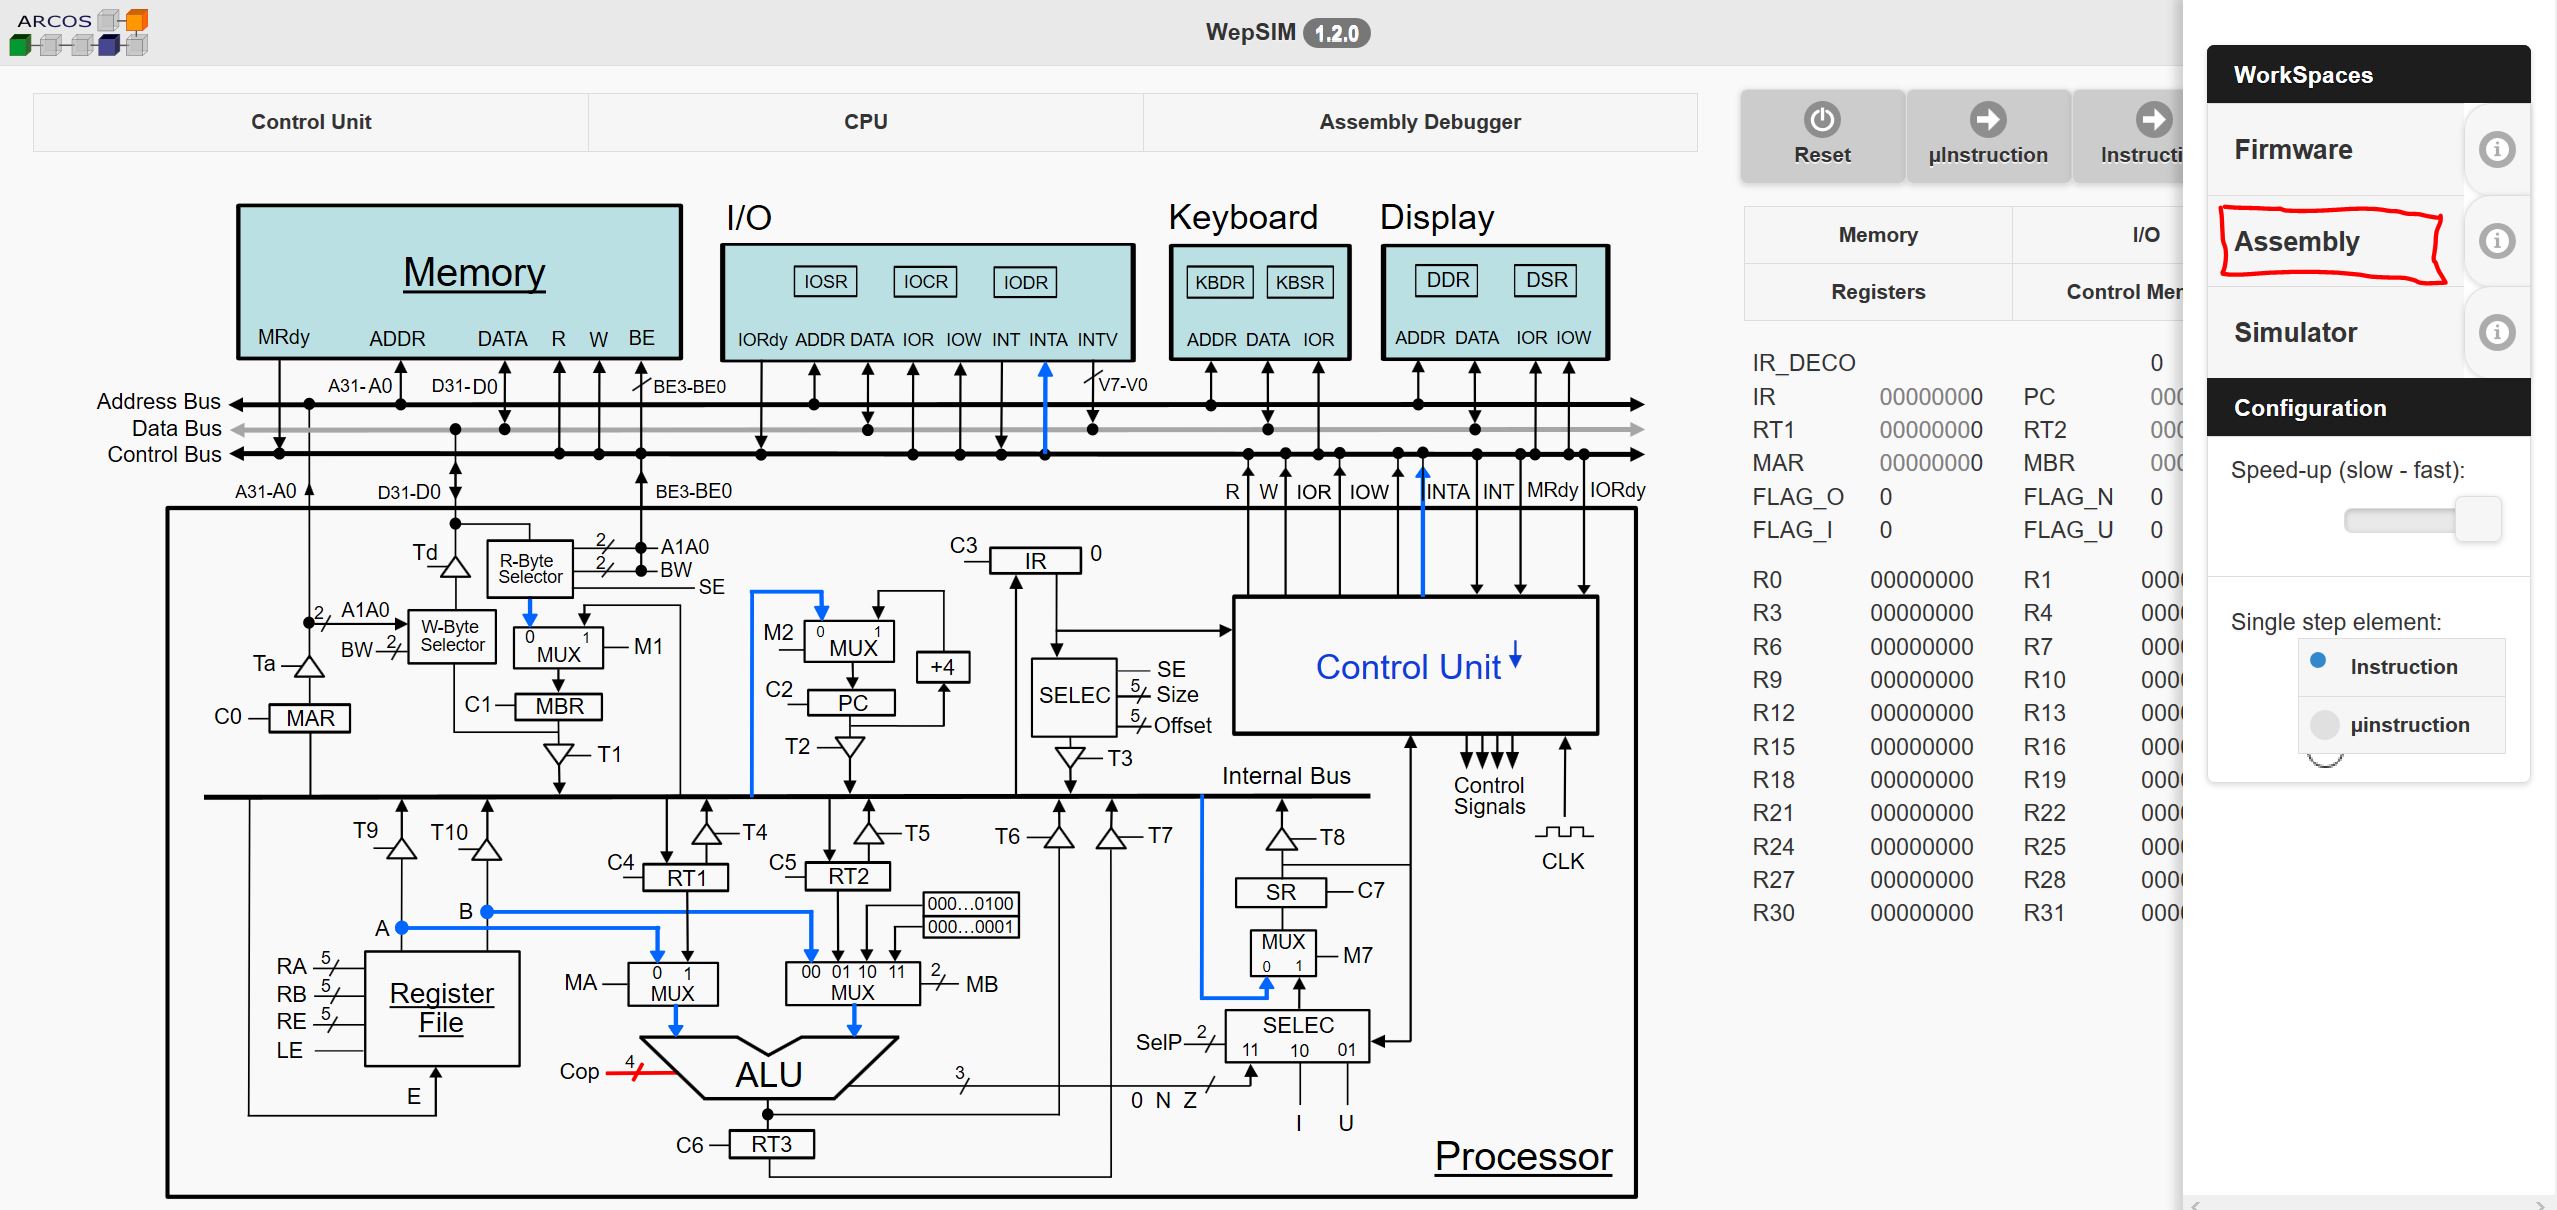 ARCOS
WepSIM 1.2.0
Control Unit CPU Assembly Debugger
Reset µInstruction Instructi
Memory I/O
Registers Control Mem
IR_DECO 0
IR 00000000 PC 000
RT1 00000000 RT2 000
MAR 00000000 MBR 000
FLAG_O 0 FLAG_N 0
FLAG_I 0 FLAG_U 0
R0 00000000 R1 000
R3 00000000 R4 000
R6 00000000 R7 000
R9 00000000 R10 000
R12 00000000 R13 000
R15 00000000 R16 000
R18 00000000 R19 000
R21 00000000 R22 000
R24 00000000 R25 000
R27 00000000 R28 000
R30 00000000 R31 000
WorkSpaces
Firmware
Assembly
Simulator
Configuration
Speed-up (slow - fast):
Single step element:
Instruction
µinstruction
I/O Keyboard Display
Memory
IOSR IOCR IODR
KBDR KBSR
DDR DSR
MRdy ADDR DATA R W BE
IORdy ADDR DATA IOR IOW INT INTA INTV
ADDR DATA IOR
ADDR DATA IOR IOW
A31-A0 D31-D0 BE3-BE0 V7-V0
Address Bus
Data Bus
Control Bus
A31-A0 D31-D0 BE3-BE0
R W IOR IOW INTA INT MRdy IORdy
Td
R-Byte
Selector
2 A1A0
2 BW
SE
C3 IR 0
2 A1A0
BW 2
W-Byte
Selector
0 1
MUX M1
M2 0 1
MUX
+4
Ta
C0 MAR
C1 MBR
C2 PC
T1
T2
SELEC
SE
5 Size
5 Offset
T3
Control Unit
Internal Bus
Control
Signals
CLK
T9 T10 T4 T5 T6 T7 T8
C4 RT1
C5 RT2
SR C7
000...0100
000...0001
A B
RA 5
RB 5
RE 5
LE
Register
File
E
MA 0 1
MUX
00 01 10 11
MUX
2 MB
MUX
0 1
M7
SelP 2
SELEC
11 10 01
Cop 4
ALU
3
0 N Z
I U
C6 RT3
Processor